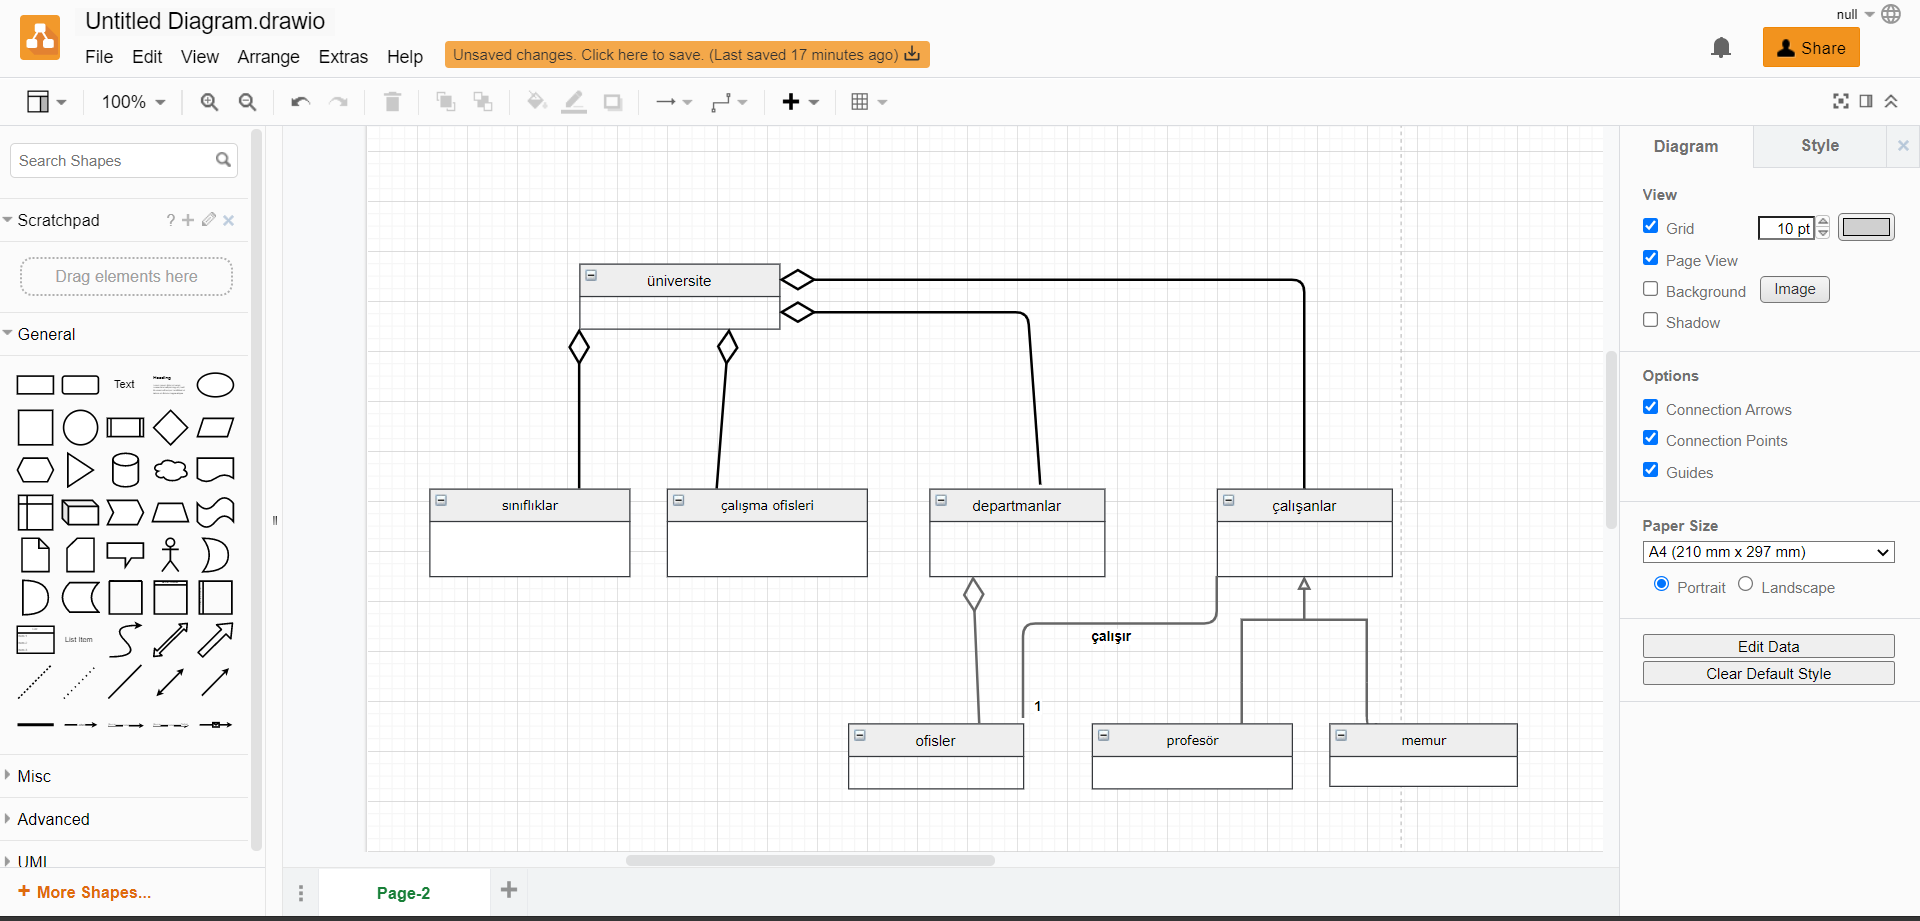 Untitled Diagram.drawio
null
File Edit View Arrange Extras Help
Unsaved changes. Click here to save. (Last saved 17 minutes ago)
Share
100%
Search Shapes
Scratchpad
?
Drag elements here
General
Text
Heading
List Item
Misc
Advanced
UML
+ More Shapes...
üniversite
sınıflıklar
çalışma ofisleri
departmanlar
çalışanlar
çalışır
1
ofisler
profesör
memur
Page-2
Diagram
Style
View
Grid
10 pt
Page View
Background
Image
Shadow
Options
Connection Arrows
Connection Points
Guides
Paper Size
A4 (210 mm x 297 mm)
Portrait
Landscape
Edit Data
Clear Default Style